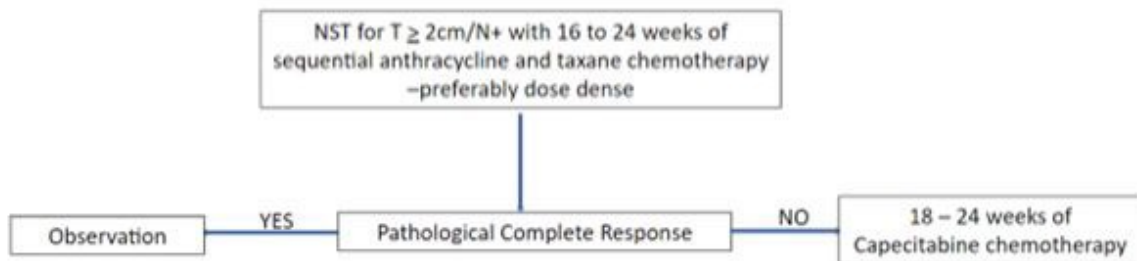 NST for T ≥ 2cm/N+ with 16 to 24 weeks of
sequential anthracycline and taxane chemotherapy
–preferably dose dense
Observation
YES
Pathological Complete Response
NO
18 – 24 weeks of
Capecitabine chemotherapy